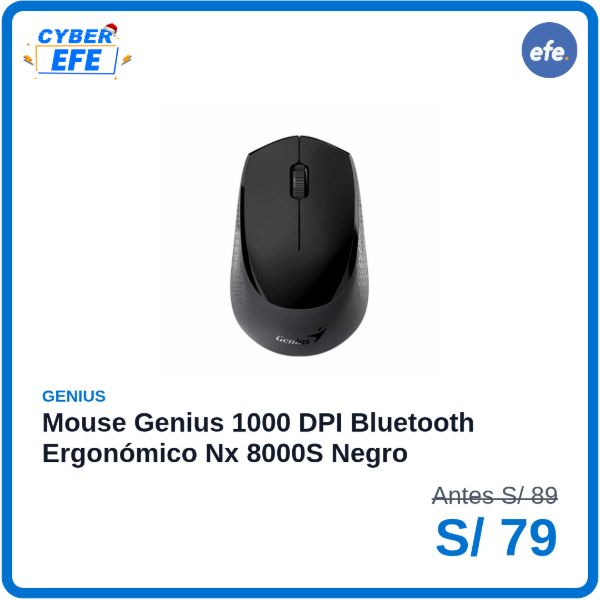 CYBER
EFE
efe.
Genius
GENIUS
Mouse Genius 1000 DPI Bluetooth
Ergonómico Nx 8000S Negro
Antes S/ 89
S/ 79